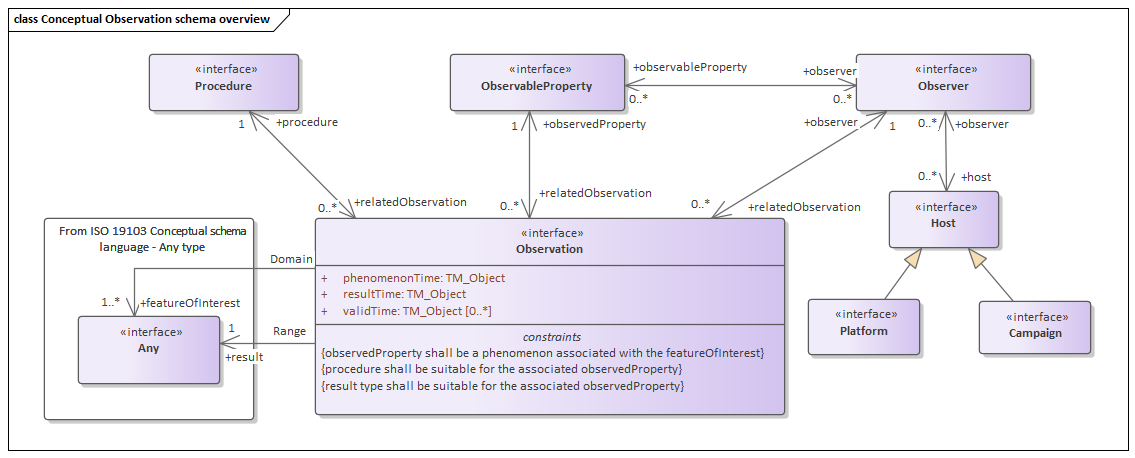 class Conceptual Observation schema overview
«interface»
Procedure
«interface»
ObservableProperty
«interface»
Observer
+observableProperty
+observer
0..*
0..*
1
+procedure
1
+observedProperty
+observer
1
0..*
+observer
+relatedObservation
0..*
+relatedObservation
0..*
0..*
+relatedObservation
0..*
+host
«interface»
Host
From ISO 19103 Conceptual schema
language - Any type
«interface»
Observation
Domain
+ phenomenonTime: TM_Object
+ resultTime: TM_Object
+ validTime: TM_Object [0..*]
1..*
+featureOfInterest
«interface»
Any
1
Range
+result
constraints
{observedProperty shall be a phenomenon associated with the featureOfInterest}
{procedure shall be suitable for the associated observedProperty}
{result type shall be suitable for the associated observedProperty}
«interface»
Platform
«interface»
Campaign